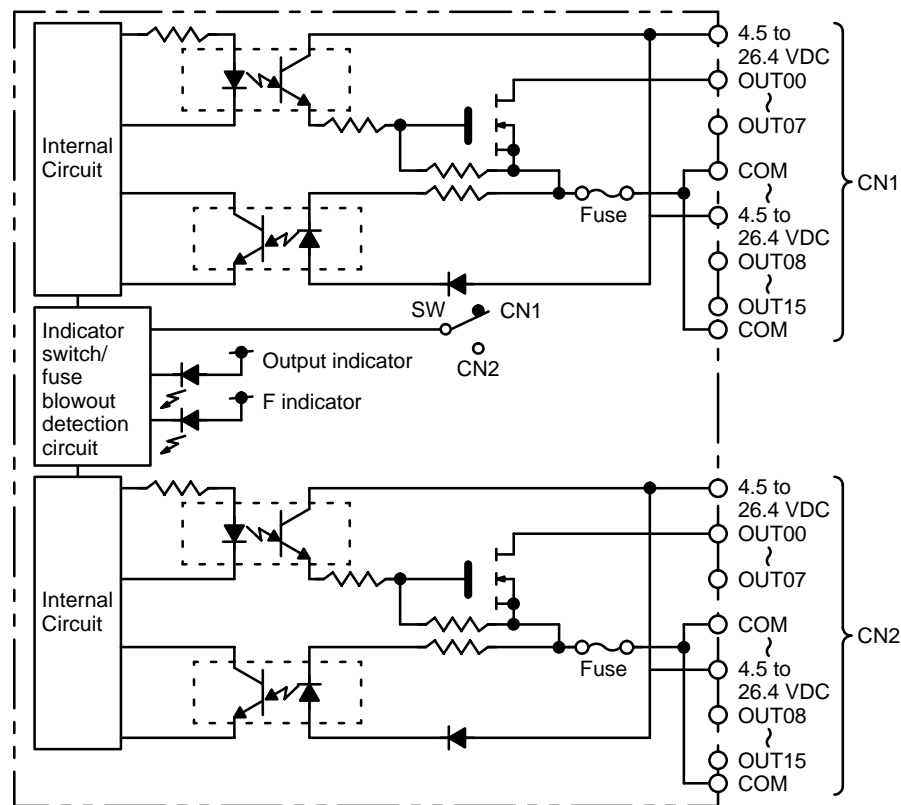 Internal
Circuit
4.5 to
26.4 VDC
OUT00
~
OUT07
COM
~
4.5 to
26.4 VDC
OUT08
~
OUT15
COM
CN1
Fuse
SW
CN1
CN2
Indicator
switch/
fuse
blowout
detection
circuit
Output indicator
F indicator
Internal
Circuit
4.5 to
26.4 VDC
OUT00
~
OUT07
COM
~
4.5 to
26.4 VDC
OUT08
~
OUT15
COM
CN2
Fuse